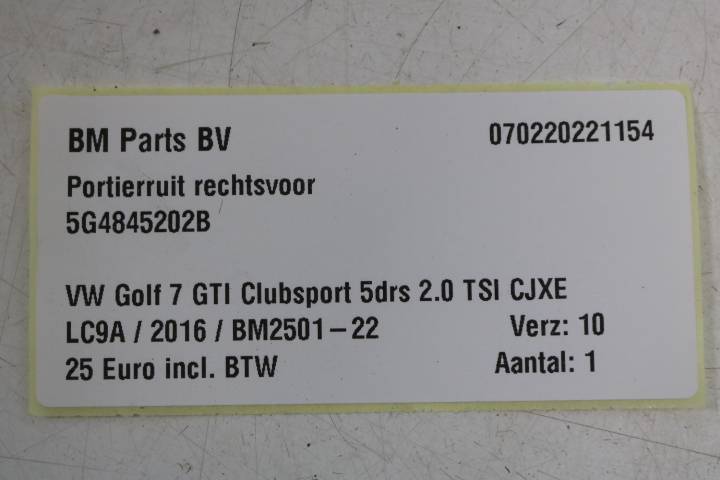 BM Parts BV 070220221154
Portierruit rechtsvoor
5G4845202B
VW Golf 7 GTI Clubsport 5drs 2.0 TSI CJXE
LC9A / 2016 / BM2501-22 Verz: 10
25 Euro incl. BTW Aantal: 1